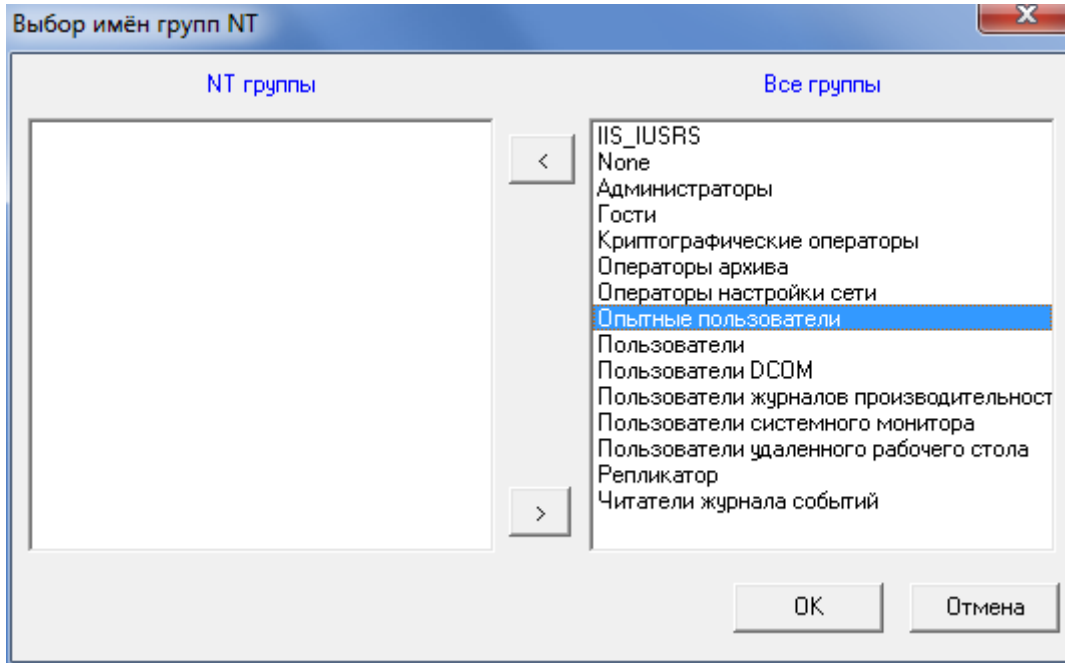 Выбор имён групп NT
NT группы
Все группы
<
IIS_IUSRS
None
Администраторы
Гости
Криптографические операторы
Операторы архива
Операторы настройки сети
Опытные пользователи
Пользователи
Пользователи DCOM
Пользователи журналов производительност
Пользователи системного монитора
Пользователи удаленного рабочего стола
Репликатор
Читатели журнала событий
>
OK
Отмена